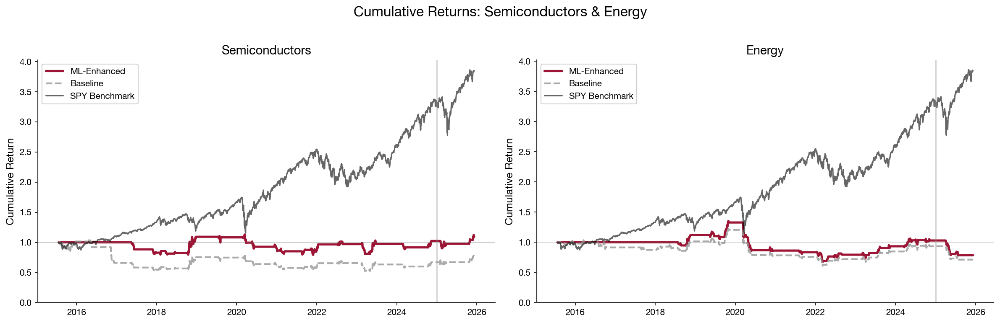 Cumulative Returns: Semiconductors & Energy
Semiconductors
ML-Enhanced
Baseline
SPY Benchmark
Cumulative Return
4.0
3.5
3.0
2.5
2.0
1.5
1.0
0.5
0.0
2016 2018 2020 2022 2024 2026
Energy
ML-Enhanced
Baseline
SPY Benchmark
Cumulative Return
4.0
3.5
3.0
2.5
2.0
1.5
1.0
0.5
0.0
2016 2018 2020 2022 2024 2026